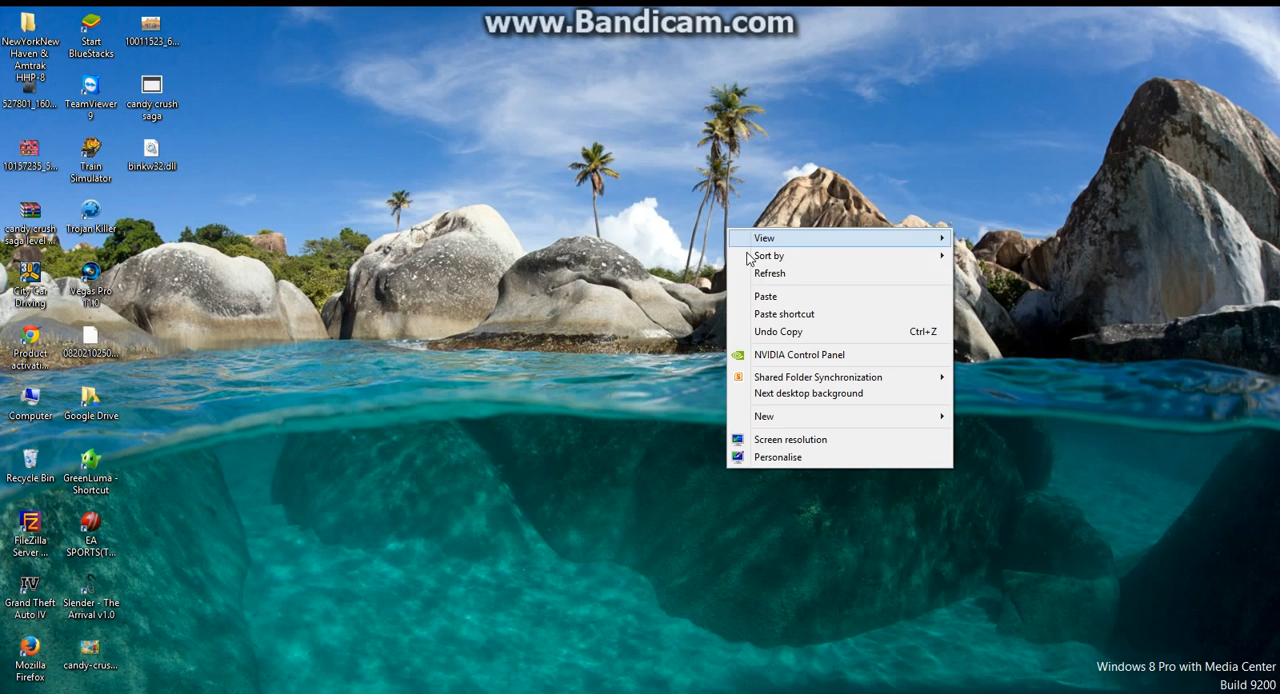 www.Bandicam.com
NewYorkNew
Haven &
Amtrak
HHP-8
Start
BlueStacks
10011523_6...
527801_160...
TeamViewer
9
candy crush
saga
10157235_5...
Train
Simulator
binkw32.dll
candy crush
saga level ...
Trojan Killer
City Car
Driving
Vegas Pro
11.0
Product
activati...
0820210250...
Computer
Google Drive
Recycle Bin
GreenLuma -
Shortcut
FileZilla
Server ...
EA
SPORTS(T...
Grand Theft
Auto IV
Slender - The
Arrival v1.0
Mozilla
Firefox
candy-crus...
View
Sort by
Refresh
Paste
Paste shortcut
Undo Copy Ctrl+Z
NVIDIA Control Panel
Shared Folder Synchronization
Next desktop background
New
Screen resolution
Personalise
Windows 8 Pro with Media Center
Build 9200